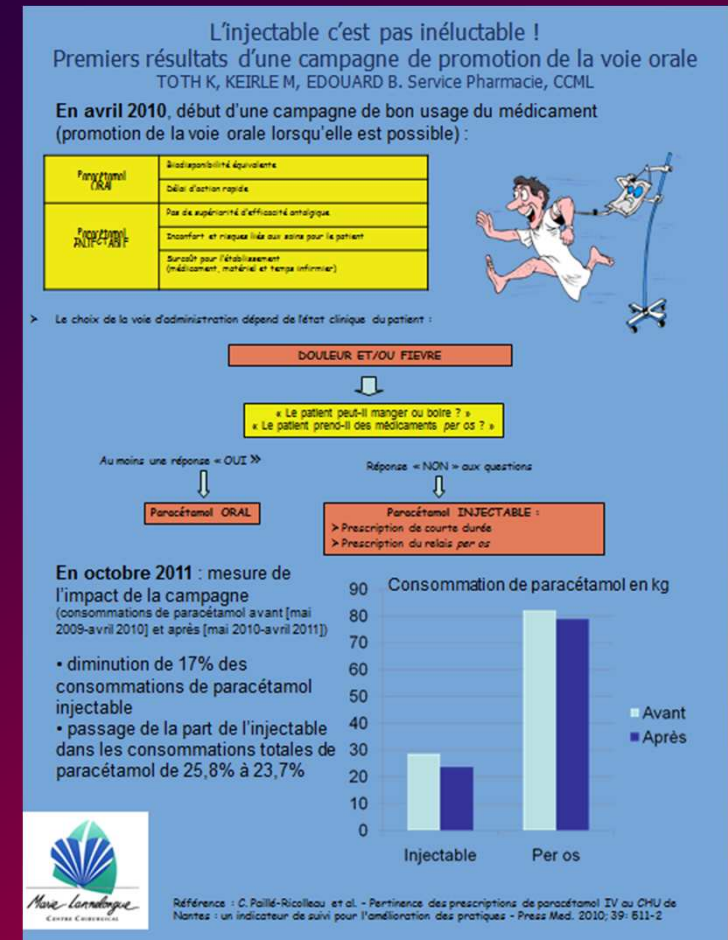 L'injectable c'est pas inéluctable !
Premiers résultats d'une campagne de promotion de la voie orale
TOTH K, KEIRLE M, EDOUARD B. Service Pharmacie, CCML
En avril 2010, début d'une campagne de bon usage du médicament
(promotion de la voie orale lorsqu'elle est possible) :
Paracétamol
ORAL
Biodisponibilité équivalente
Délai d'action rapide
Paracétamol
INJECTABLE
Pas de supériorité d'efficacité antalgique
Inconfort et risques liés aux soins pour le patient
Surcoût pour l'établissement
(médicament, matériel et temps infirmier)
➢ Le choix de la voie d'administration dépend de l'état clinique du patient :
DOULEUR ET/OU FIEVRE
« Le patient peut-il manger ou boire ? »
« Le patient prend-il des médicaments per os ? »
Au moins une réponse « OUI »
Réponse « NON » aux questions
Paracétamol ORAL
Paracétamol INJECTABLE :
➢ Prescription de courte durée
➢ Prescription du relais per os
En octobre 2011 : mesure de
l'impact de la campagne
(consommations de paracétamol avant [mai
2009-avril 2010] et après [mai 2010-avril 2011])
• diminution de 17% des
consommations de paracétamol
injectable
• passage de la part de l'injectable
dans les consommations totales de
paracétamol de 25,8% à 23,7%
Consommation de paracétamol en kg
90
80
70
60
50
40
30
20
10
0
Injectable
Per os
Avant
Après
Marie Lannelongue
CENTRE CHIRURGICAL
Référence : C. Paillé-Ricolleau et al. - Pertinence des prescriptions de paracétamol IV au CHU de
Nantes : un indicateur de suivi pour l'amélioration des pratiques - Press Med. 2010; 39: 511-2